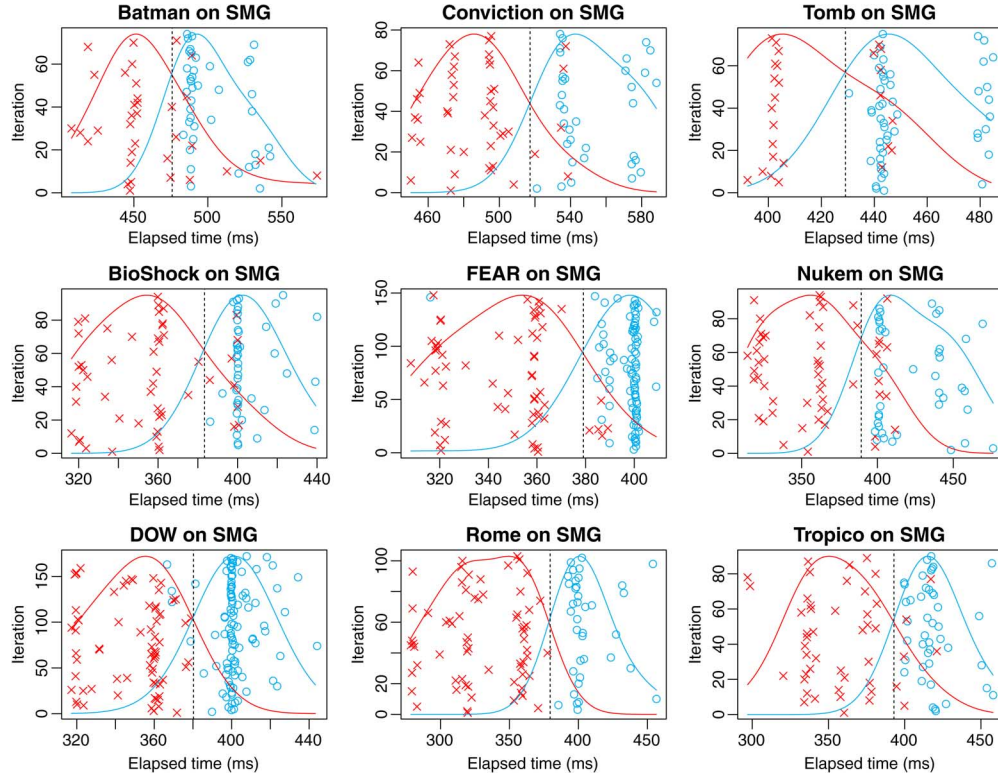 Batman on SMG
Iteration
0 20 40 60
450 500 550
Elapsed time (ms)
Conviction on SMG
Iteration
0 20 40 60 80
460 500 540 580
Elapsed time (ms)
Tomb on SMG
Iteration
0 20 40 60
400 420 440 460 480
Elapsed time (ms)
BioShock on SMG
Iteration
0 20 40 60 80
320 360 400 440
Elapsed time (ms)
FEAR on SMG
Iteration
0 50 100 150
320 340 360 380 400
Elapsed time (ms)
Nukem on SMG
Iteration
0 20 40 60 80
350 400 450
Elapsed time (ms)
DOW on SMG
Iteration
0 50 100 150
320 360 400 440
Elapsed time (ms)
Rome on SMG
Iteration
0 20 40 60 80 100
300 350 400 450
Elapsed time (ms)
Tropico on SMG
Iteration
0 20 40 60 80
300 350 400 450
Elapsed time (ms)